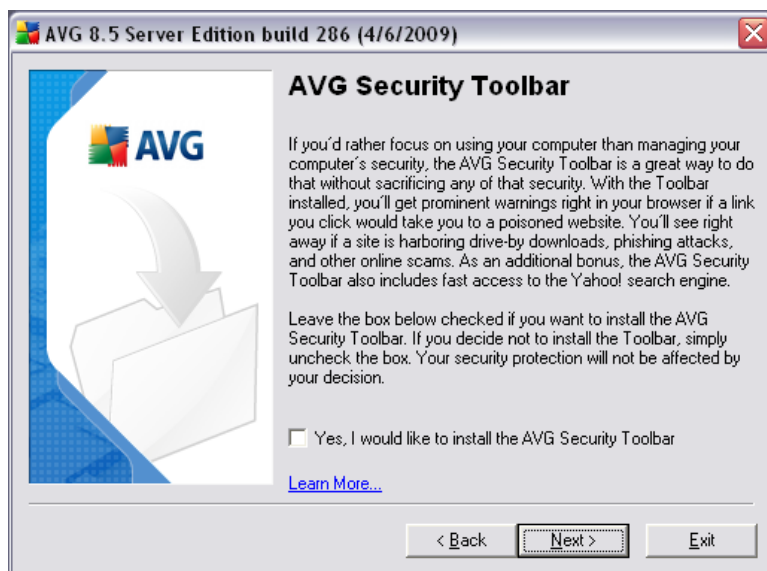 AVG 8.5 Server Edition build 286 (4/6/2009)
AVG
AVG Security Toolbar
If you'd rather focus on using your computer than managing your
computer's security, the AVG Security Toolbar is a great way to do
that without sacrificing any of that security. With the Toolbar
installed, you'll get prominent warnings right in your browser if a link
you click would take you to a poisoned website. You'll see right
away if a site is harboring drive-by downloads, phishing attacks,
and other online scams. As an additional bonus, the AVG Security
Toolbar also includes fast access to the Yahoo! search engine.
Leave the box below checked if you want to install the AVG
Security Toolbar. If you decide not to install the Toolbar, simply
uncheck the box. Your security protection will not be affected by
your decision.
Yes, I would like to install the AVG Security Toolbar
Learn More...
< Back Next > Exit